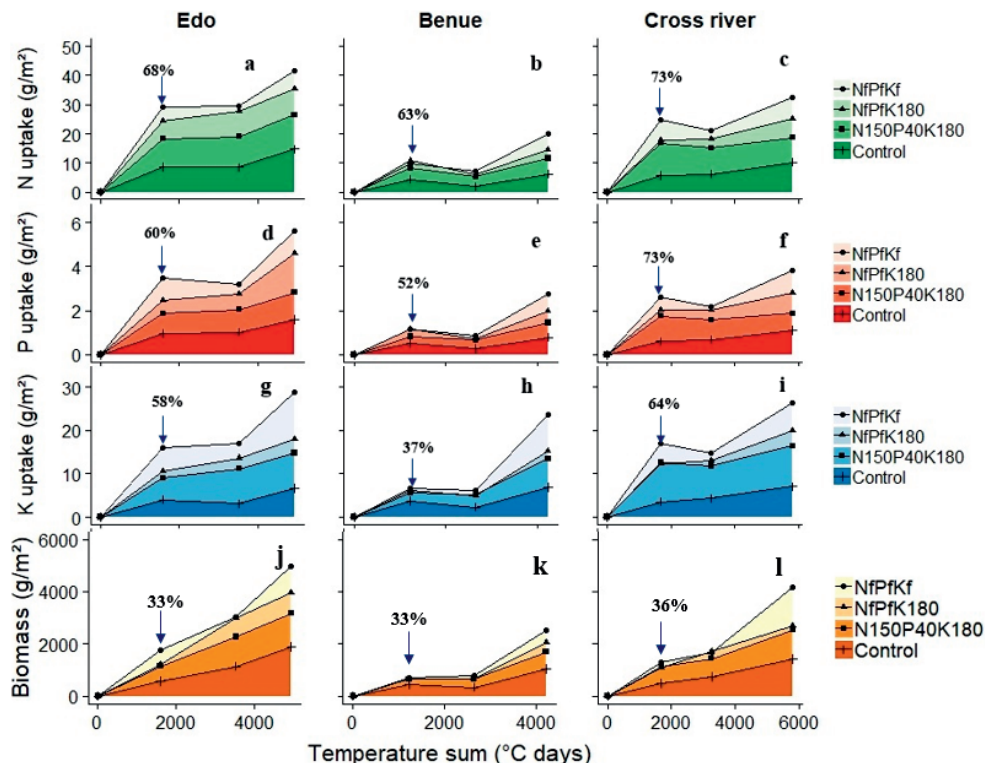 Edo Benue Cross river
N uptake (g/m²)
50
40
30
20
10
0
68%
a
63%
b
73%
c
NfPfKf
NfPfK180
N150P40K180
Control
P uptake (g/m²)
6
4
2
0
60%
d
52%
e
73%
f
NfPfKf
NfPfK180
N150P40K180
Control
K uptake (g/m²)
30
20
10
0
58%
g
37%
h
64%
i
NfPfKf
NfPfK180
N150P40K180
Control
Biomass (g/m²)
6000
4000
2000
0
33%
j
33%
k
36%
l
NfPfKf
NfPfK180
N150P40K180
Control
0 2000 4000 0 2000 4000 0 2000 4000 6000
Temperature sum (°C days)